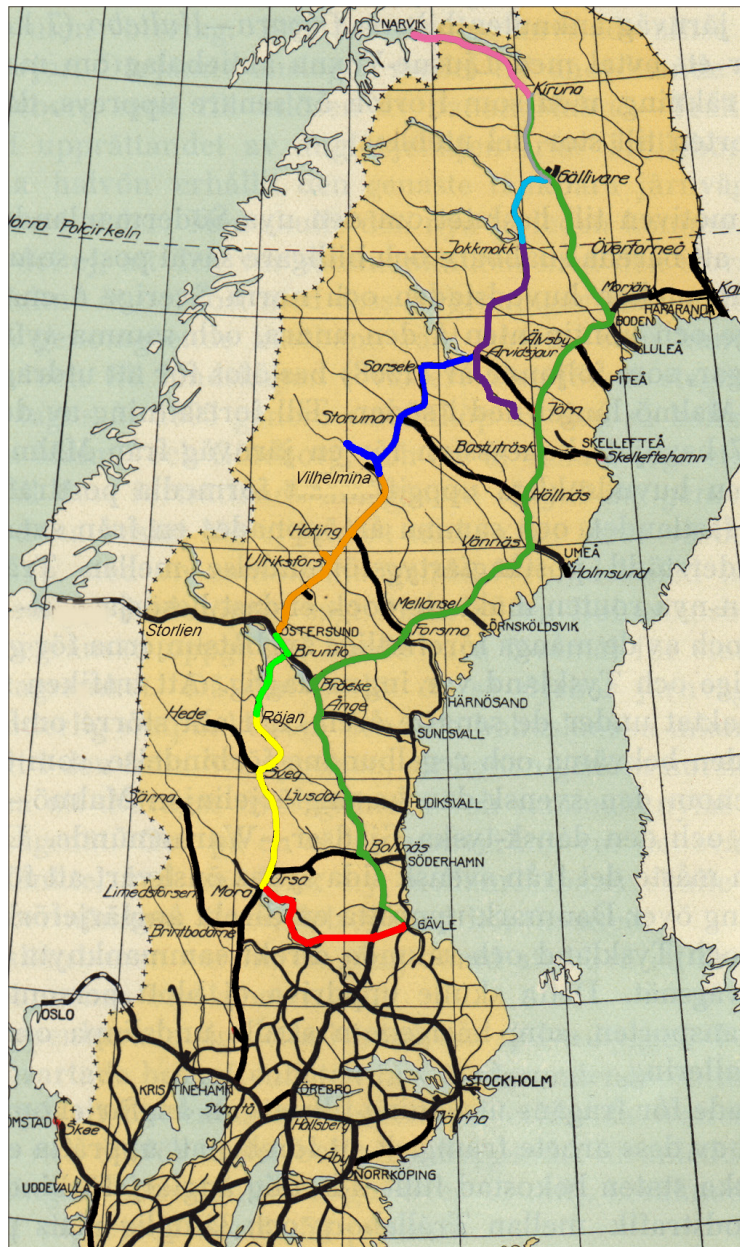 NARVIK
Kiruna
Gällivare
orra Polcirkeln
Jokkmokk
Övertorneå
Morjärv
Ka
HAPARANDA
BODEN
Älvsby
LULEÅ
Arvidsjaur
Sorsele
PITEÅ
Jörn
Storuman
SKELLEFTEÅ
Bastuträsk
Skelleftehamn
Vilhelmina
Hällnäs
Hoting
Vännäs
UMEÅ
Ulriksfors
Holmsund
Mellansel
Storlien
ÖSTERSUND
Forsmo
ÖRNSKÖLDSVIK
Brunflo
Bräcke
HÄRNÖSAND
Hede
Röjan
Ånge
SUNDSVALL
Sveg
Särna
Ljusdal
HUDIKSVALL
Bollnäs
Orsa
SÖDERHAMN
Limedsforsen
Mora
Brintbodarne
GÄVLE
OSLO
KRISTINEHAMN
ÖREBRO
STOCKHOLM
Svartå
Hallsberg
Järna
ÖMSTAD
Skee
Åby
NORRKÖPING
UDDEVALLA